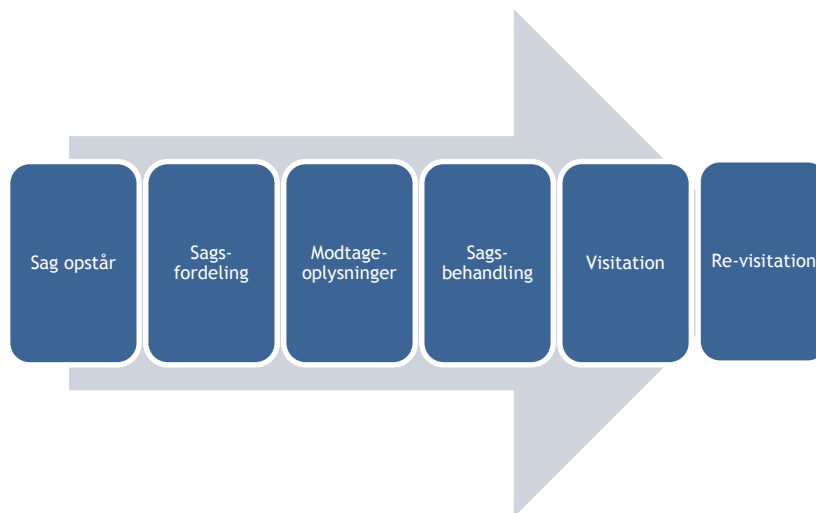 Sag opstår
Sags-
fordeling
Modtage-
oplysninger
Sags-
behandling
Visitation
Re-visitation